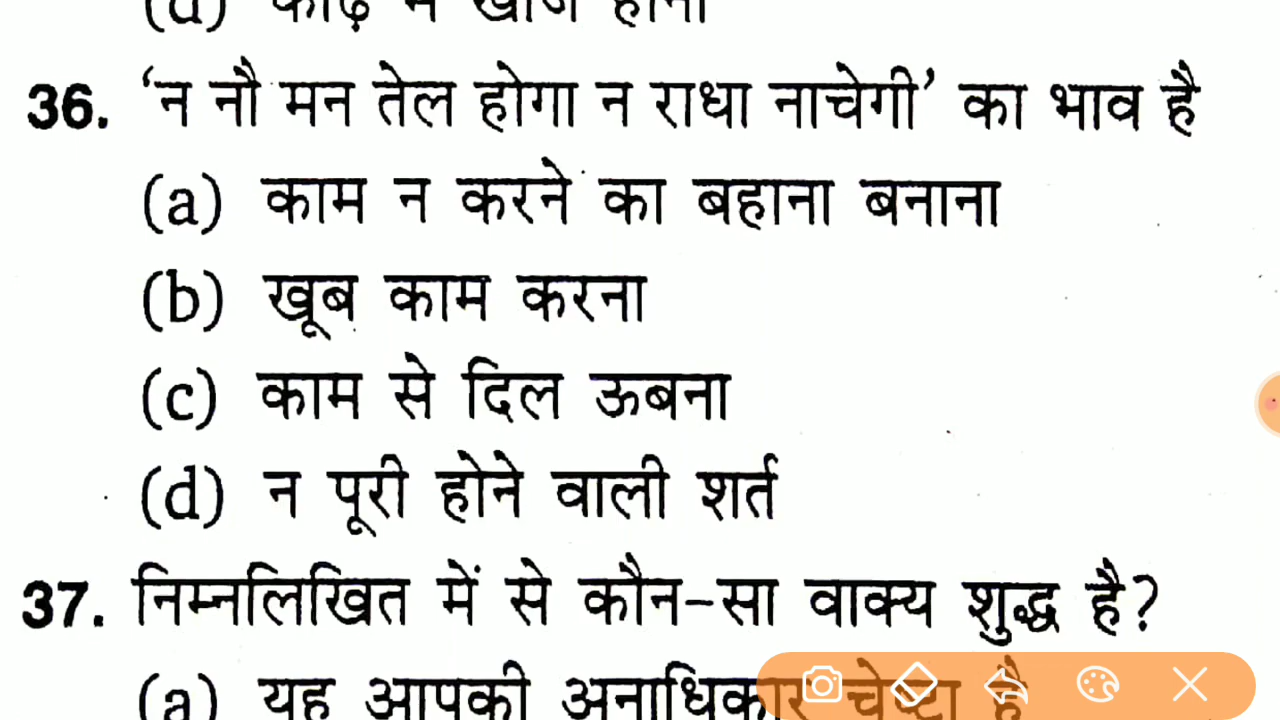 (d) कोढ़ में खाज होना
36. ‘न नौ मन तेल होगा न राधा नाचेगी’ का भाव है
(a) काम न करने का बहाना बनाना
(b) खूब काम करना
(c) काम से दिल ऊबना
(d) न पूरी होने वाली शर्त
37. निम्नलिखित में से कौन-सा वाक्य शुद्ध है?
(a) यह आपकी अनाधिकार चेष्टा है